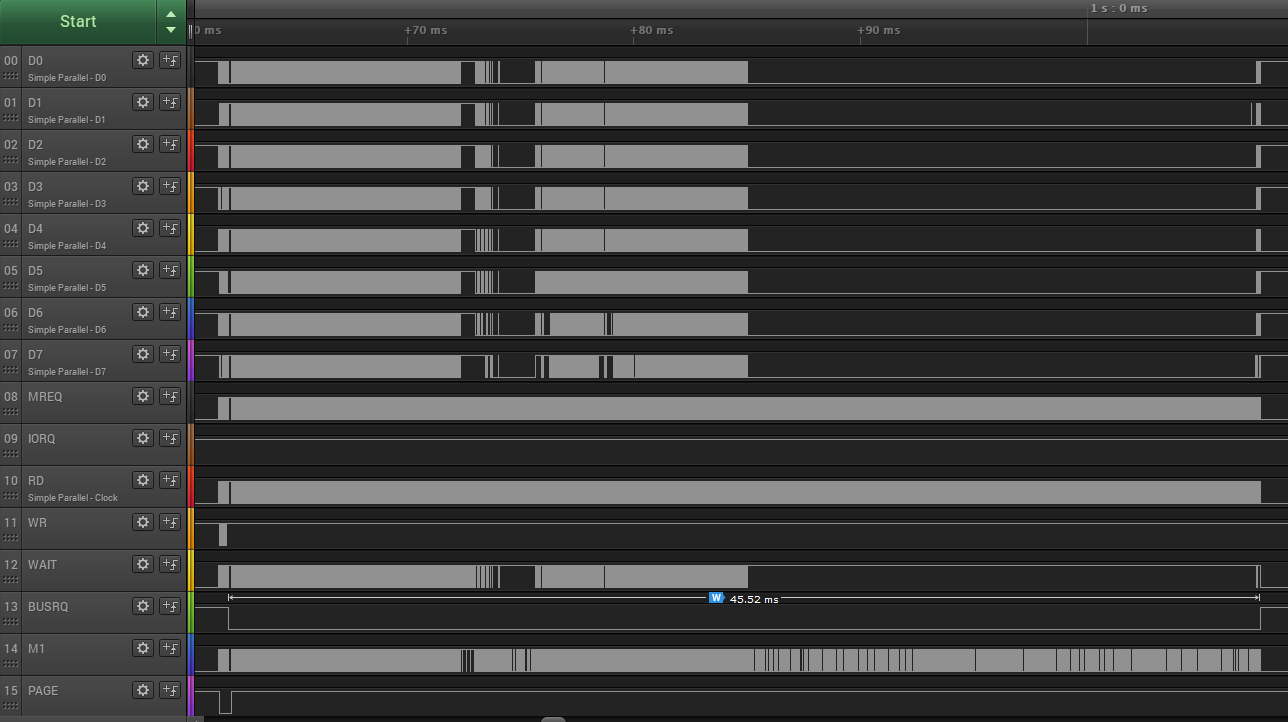 Start
1 s : 0 ms
0 ms
+70 ms
+80 ms
+90 ms
00 D0
Simple Parallel - D0
01 D1
Simple Parallel - D1
02 D2
Simple Parallel - D2
03 D3
Simple Parallel - D3
04 D4
Simple Parallel - D4
05 D5
Simple Parallel - D5
06 D6
Simple Parallel - D6
07 D7
Simple Parallel - D7
08 MREQ
09 IORQ
10 RD
Simple Parallel - Clock
11 WR
12 WAIT
W 45.52 ms
13 BUSRQ
14 M1
15 PAGE